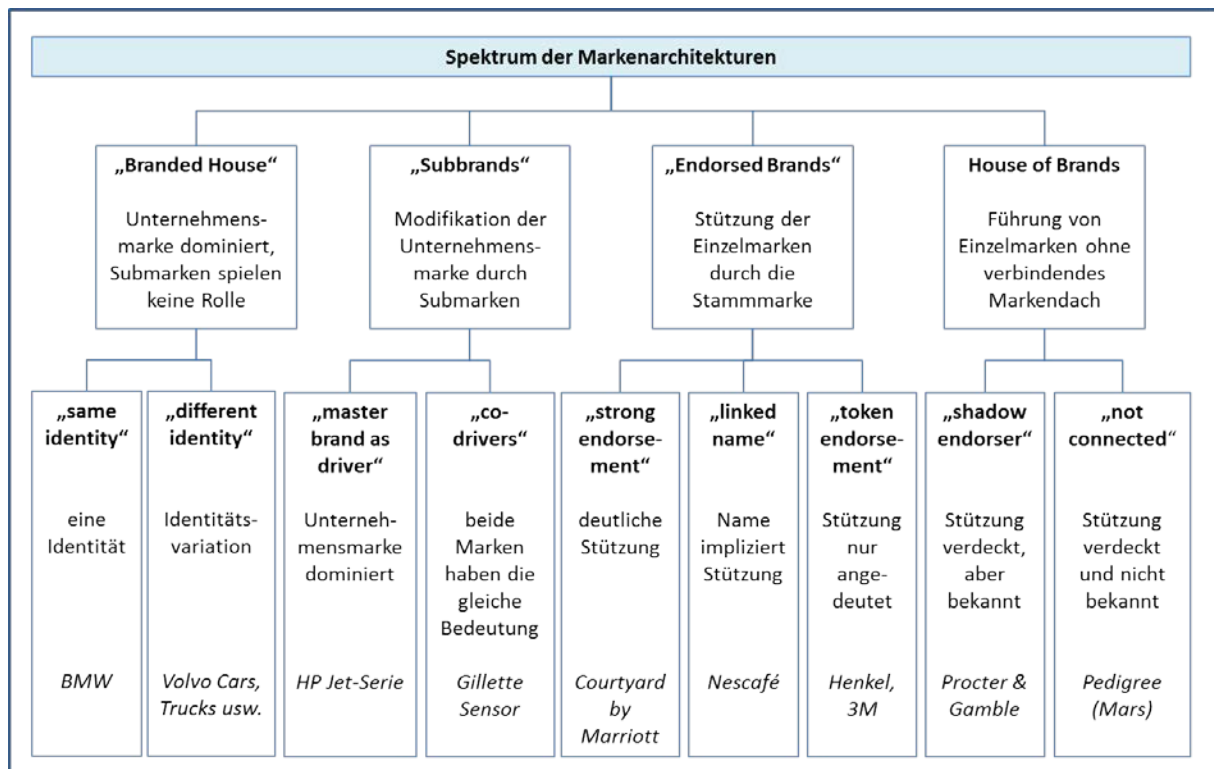 Spektrum der Markenarchitekturen
„Branded House“
Unternehmens-
marke dominiert,
Submarken spielen
keine Rolle
„Subbrands“
Modifikation der
Unternehmens-
marke durch
Submarken
„Endorsed Brands“
Stützung der
Einzelmarken
durch die
Stammmarke
House of Brands
Führung von
Einzelmarken ohne
verbindendes
Markendach
„same
identity“
eine
Identität
BMW
„different
identity“
Identitäts-
variation
Volvo Cars,
Trucks usw.
„master
brand as
driver“
Unterneh-
mensmarke
dominiert
HP Jet-Serie
„co-
drivers“
beide
Marken
haben die
gleiche
Bedeutung
Gillette
Sensor
„strong
endorse-
ment“
deutliche
Stützung
Courtyard
by
Marriott
„linked
name“
Name
impliziert
Stützung
Nescafé
„token
endorse-
ment“
Stützung
nur
ange-
deutet
Henkel,
3M
„shadow
endorser“
Stützung
verdeckt,
aber
bekannt
Procter &
Gamble
„not
connected“
Stützung
verdeckt
und nicht
bekannt
Pedigree
(Mars)